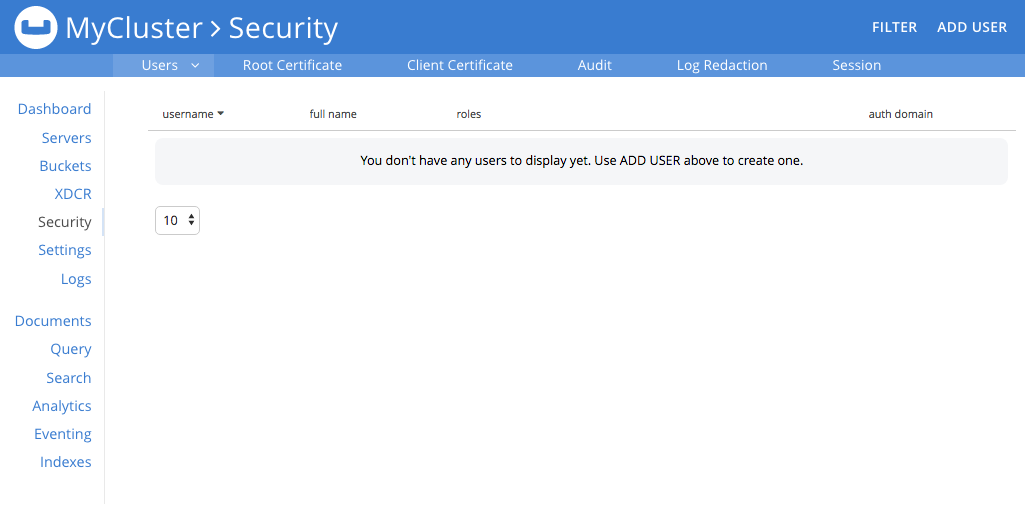 MyCluster > Security
FILTER ADD USER
Users Root Certificate Client Certificate Audit Log Redaction Session
Dashboard
Servers
Buckets
XDCR
Security
Settings
Logs
Documents
Query
Search
Analytics
Eventing
Indexes
username full name roles auth domain
You don't have any users to display yet. Use ADD USER above to create one.
10